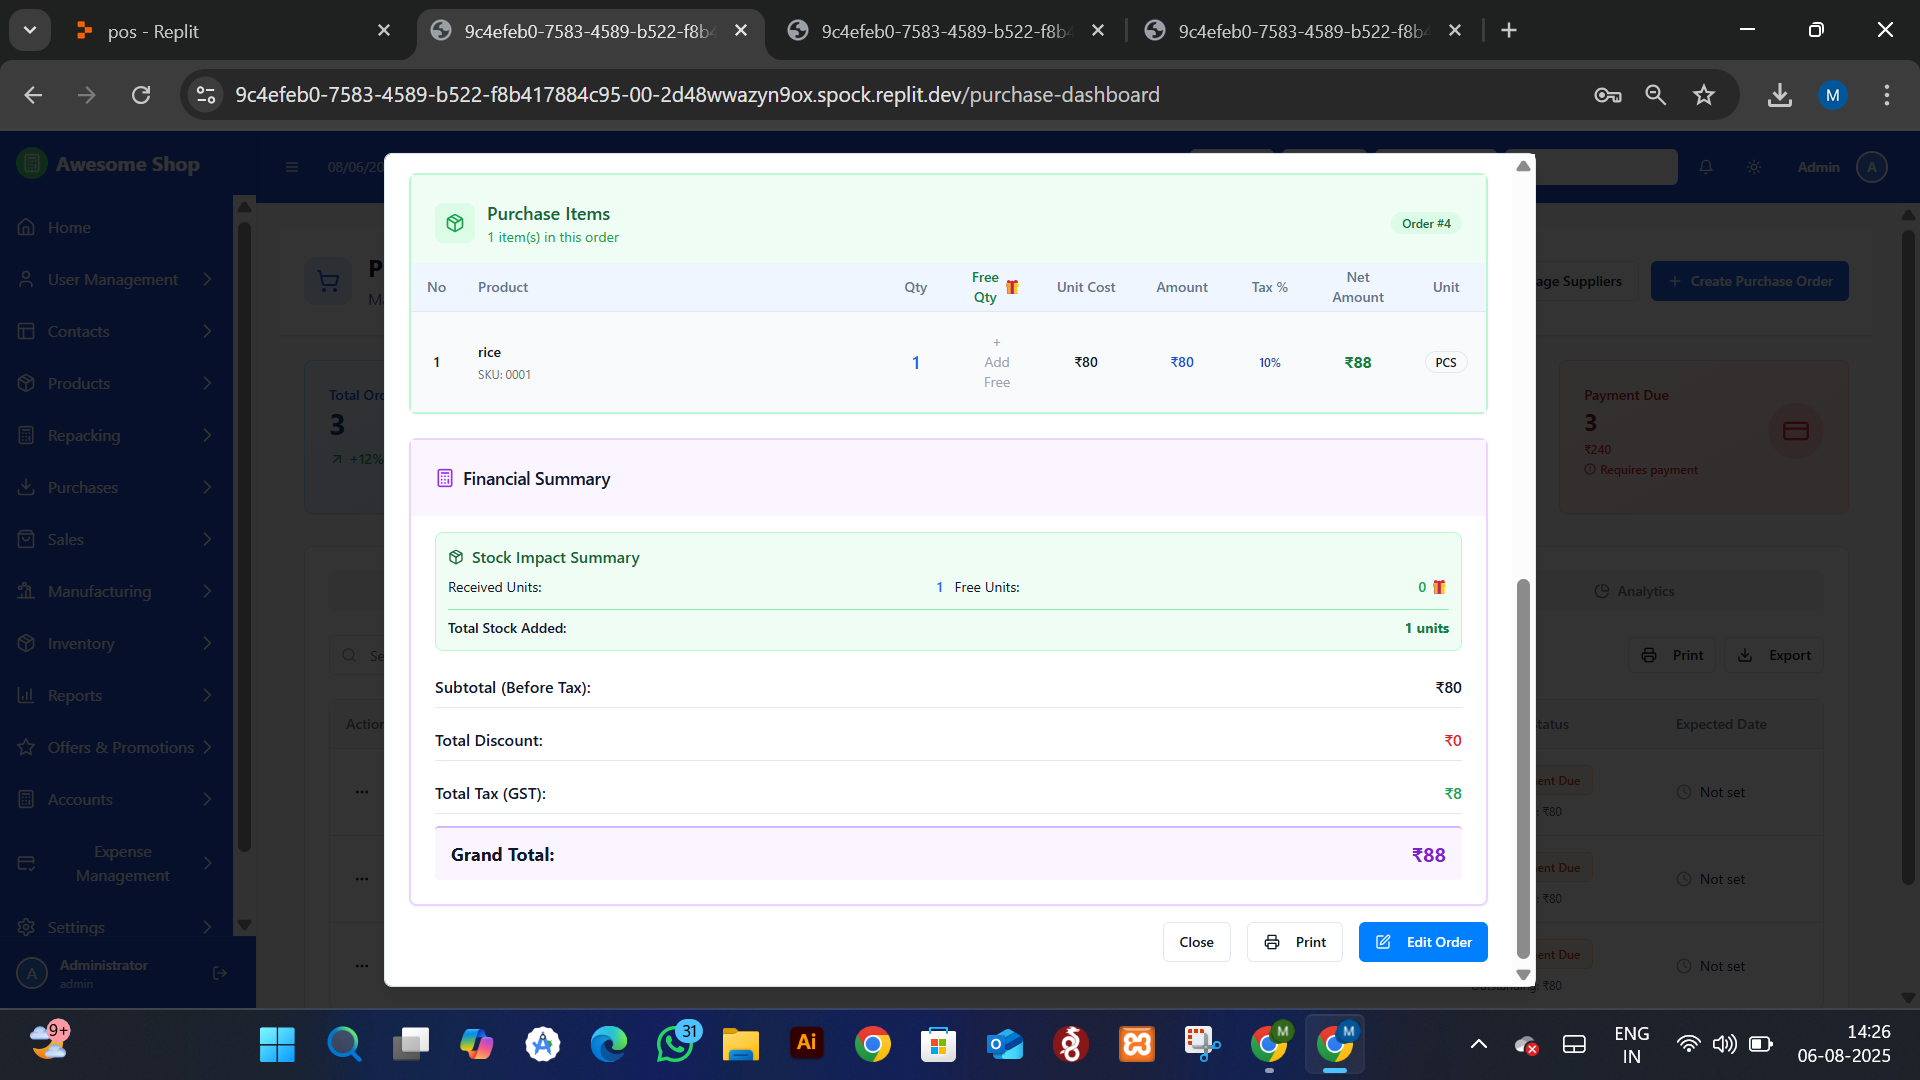 pos - Replit
9c4efeb0-7583-4589-b522-f8b4
9c4efeb0-7583-4589-b522-f8b4
9c4efeb0-7583-4589-b522-f8b4
9c4efeb0-7583-4589-b522-f8b417884c95-00-2d48wwazyn9ox.spock.replit.dev/purchase-dashboard
M
Awesome Shop
08/06/20
Admin
A
Home
User Management
Contacts
Products
Repacking
Purchases
Sales
Manufacturing
Inventory
Reports
Offers & Promotions
Accounts
Expense
Management
Settings
A
Administrator
admin
P
M
age Suppliers
+ Create Purchase Order
Total Ord
3
+12%
Payment Due
3
₹240
Requires payment
Analytics
Se
Print
Export
Action
tatus
Expected Date
...
ent Due
₹80
Not set
...
ent Due
₹80
Not set
...
ent Due
Outstanding: ₹80
Not set
Purchase Items
1 item(s) in this order
Order #4
No
Product
Qty
Free
Qty
Unit Cost
Amount
Tax %
Net
Amount
Unit
1
rice
SKU: 0001
1
+
Add
Free
₹80
₹80
10%
₹88
PCS
Financial Summary
Stock Impact Summary
Received Units: 1 Free Units: 0
Total Stock Added: 1 units
Subtotal (Before Tax): ₹80
Total Discount: ₹0
Total Tax (GST): ₹8
Grand Total: ₹88
Close
Print
Edit Order
9+
31
Ai
M
M
ENG
IN
14:26
06-08-2025